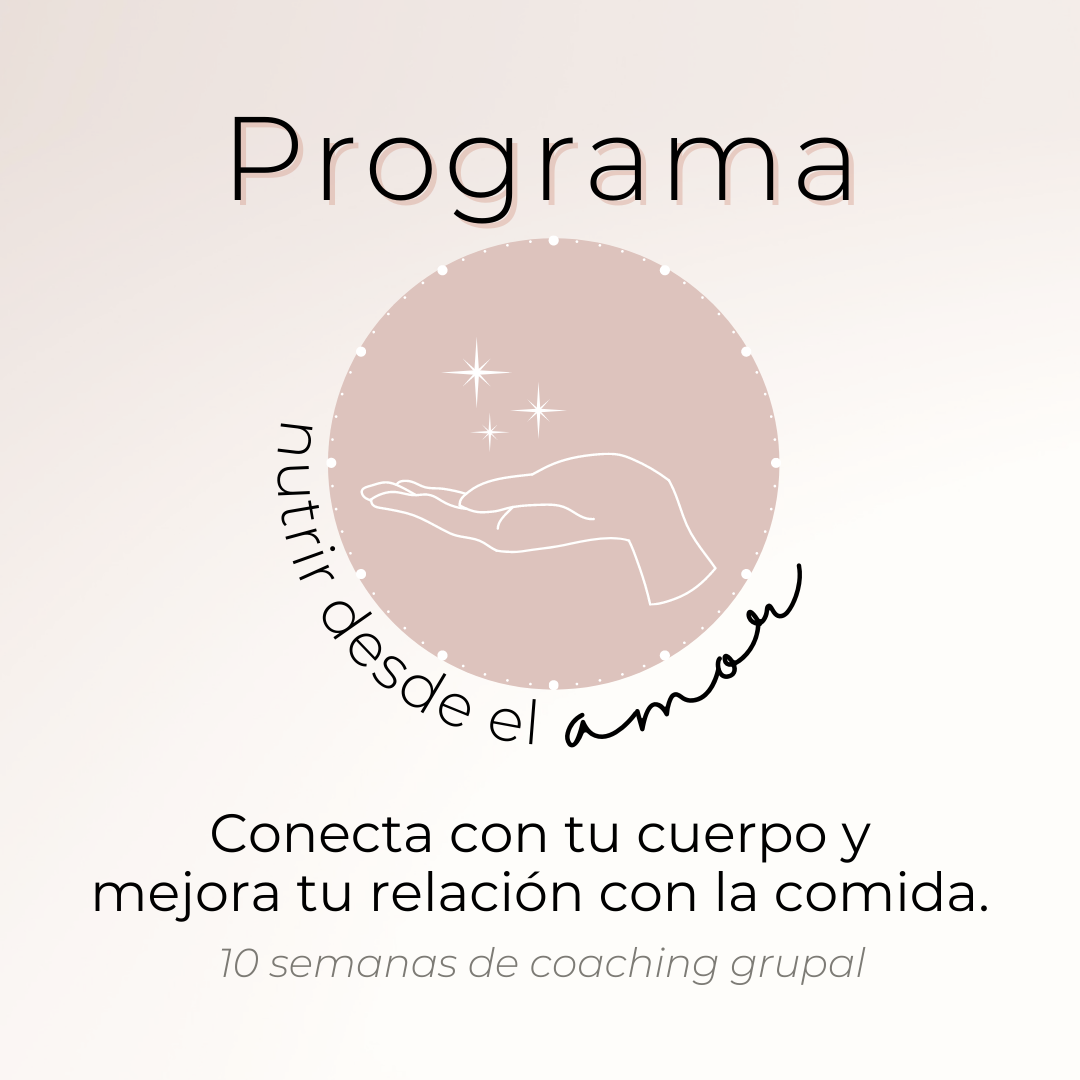 Programa
nutrir desde el amor
Conecta con tu cuerpo y
mejora tu relación con la comida.
10 semanas de coaching grupal